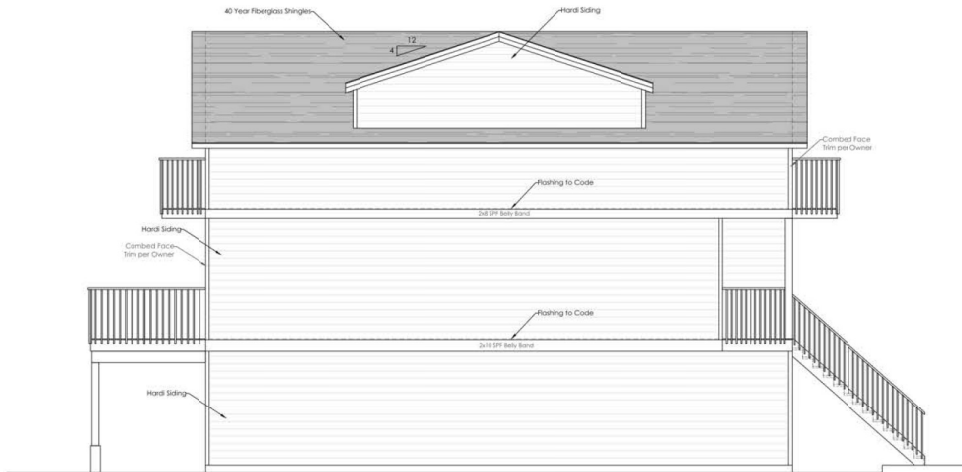 40 Year Fiberglass Shingles
Hardi Siding
12
4
Combed Face
Trim per Owner
Flashing to Code
2x8 SPF Belly Band
Hardi Siding
Combed Face
Trim per Owner
Flashing to Code
2x10 SPF Belly Band
Hardi Siding